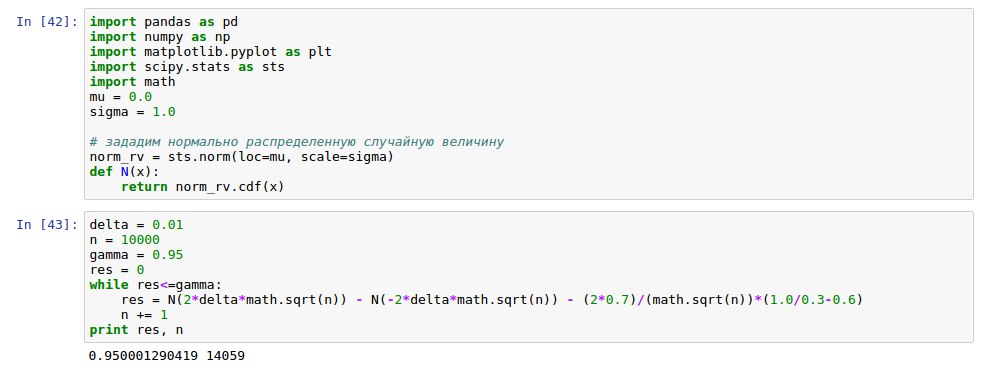 In [42]: import pandas as pd
import numpy as np
import matplotlib.pyplot as plt
import scipy.stats as sts
import math
mu = 0.0
sigma = 1.0
# зададим нормально распределенную случайную величину
norm_rv = sts.norm(loc=mu, scale=sigma)
def N(x):
    return norm_rv.cdf(x)
In [43]: delta = 0.01
n = 10000
gamma = 0.95
res = 0
while res<=gamma:
    res = N(2*delta*math.sqrt(n)) - N(-2*delta*math.sqrt(n)) - (2*0.7)/(math.sqrt(n))*(1.0/0.3-0.6)
    n += 1
print res, n
0.950001290419 14059